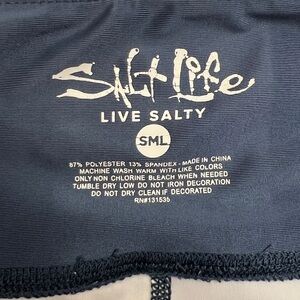 Salt Life
LIVE SALTY
SML
87% POLYESTER 13% SPANDEX - MADE IN CHINA
MACHINE WASH WARM WITH LIKE COLORS
ONLY NON CHLORINE BLEACH WHEN NEEDED
TUMBLE DRY LOW DO NOT IRON DECORATION
DO NOT DRY CLEAN IF DECORATED
RN#131535